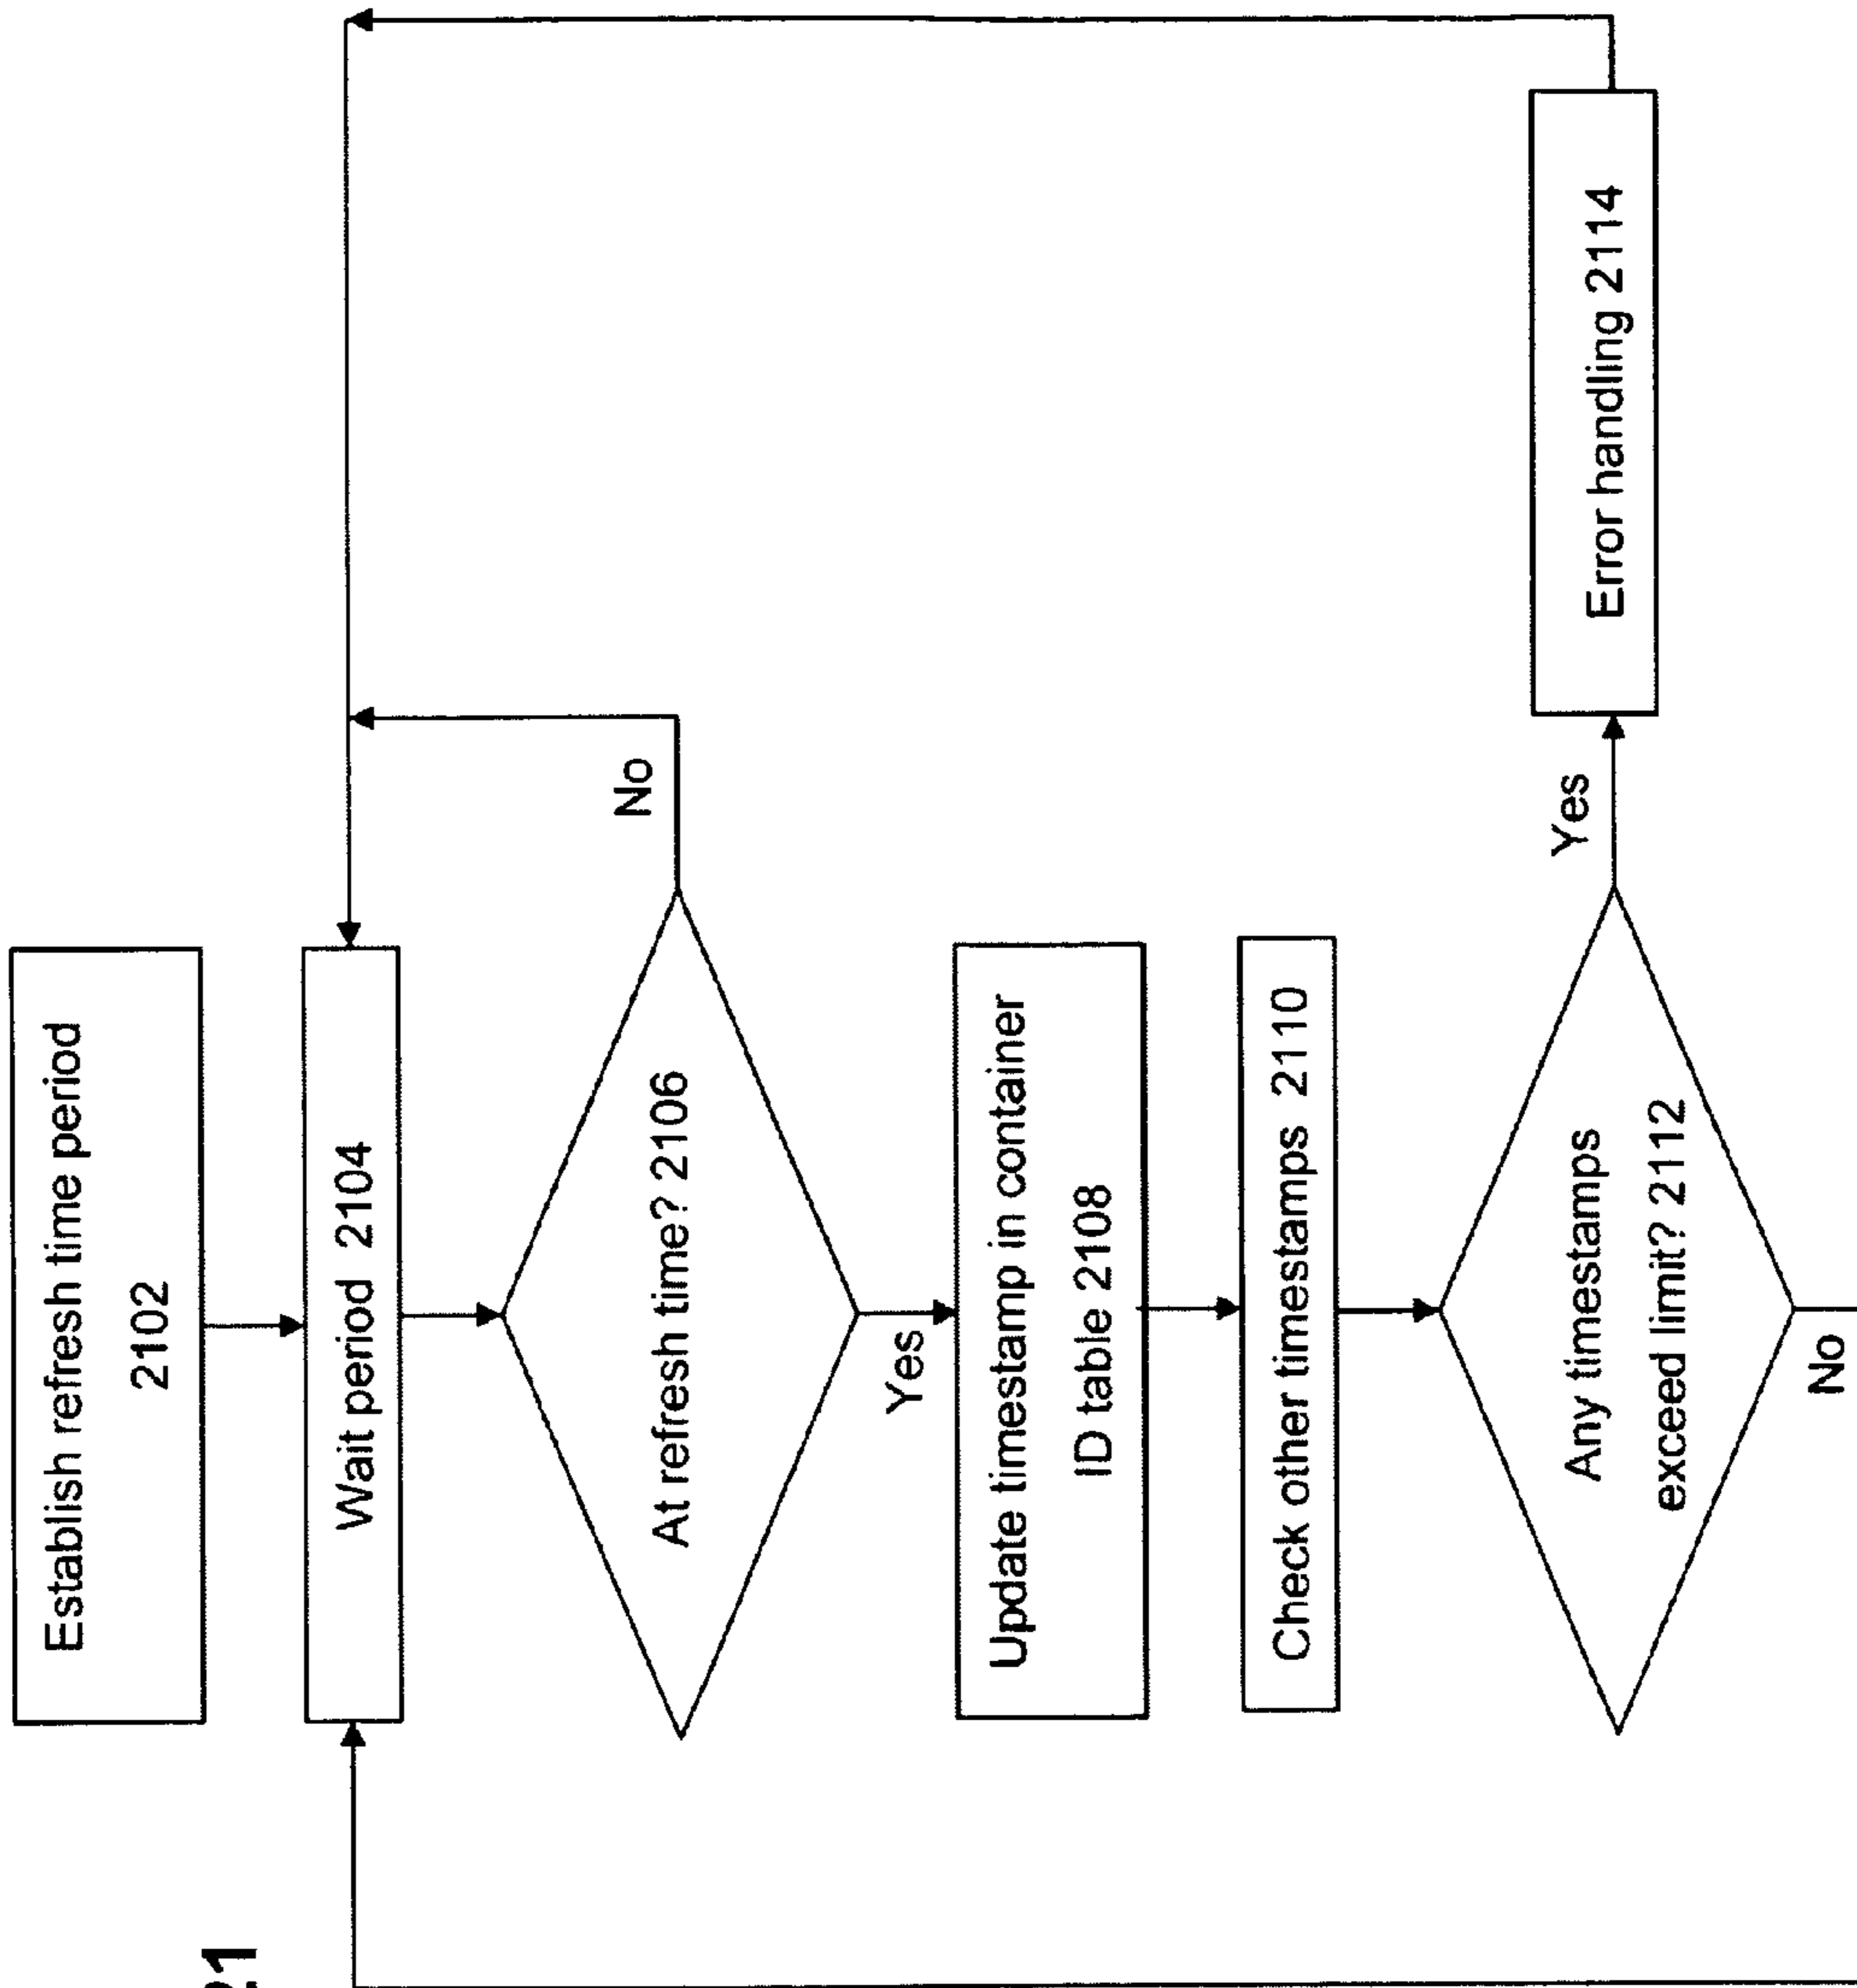 21
Establish refresh time period
2102
Wait period 2104
At refresh time? 2106
No
Yes
Update timestamp in container
ID table 2108
Check other timestamps 2110
Any timestamps
exceed limit? 2112
Yes
Error handling 2114
No